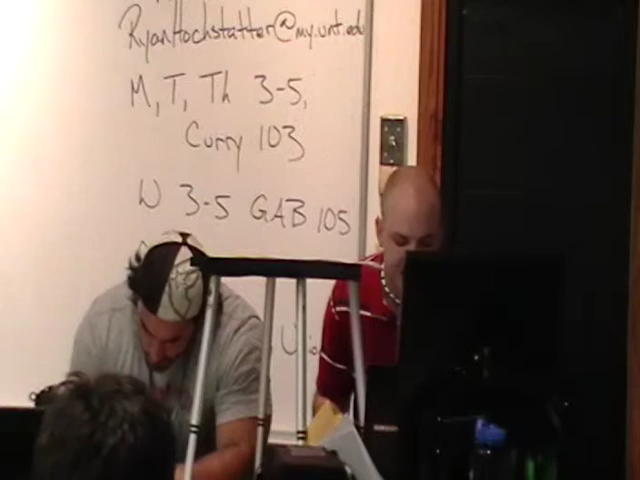 RyanHochstatter@my.unt.edu
M, T, Th 3-5,
Curry 103
W 3-5 GAB 105